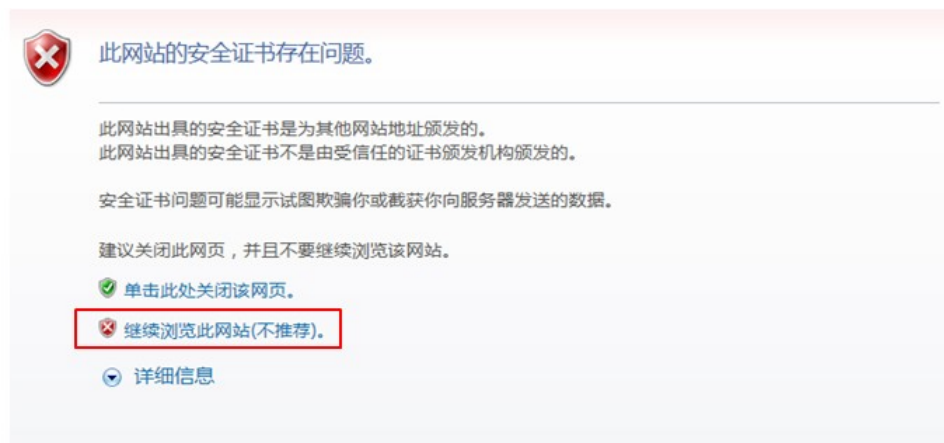 此网站的安全证书存在问题。
此网站出具的安全证书是为其他网站地址颁发的。
此网站出具的安全证书不是由受信任的证书颁发机构颁发的。
安全证书问题可能显示试图欺骗你或截获你向服务器发送的数据。
建议关闭此网页，并且不要继续浏览该网站。
单击此处关闭该网页。
继续浏览此网站(不推荐)。
详细信息